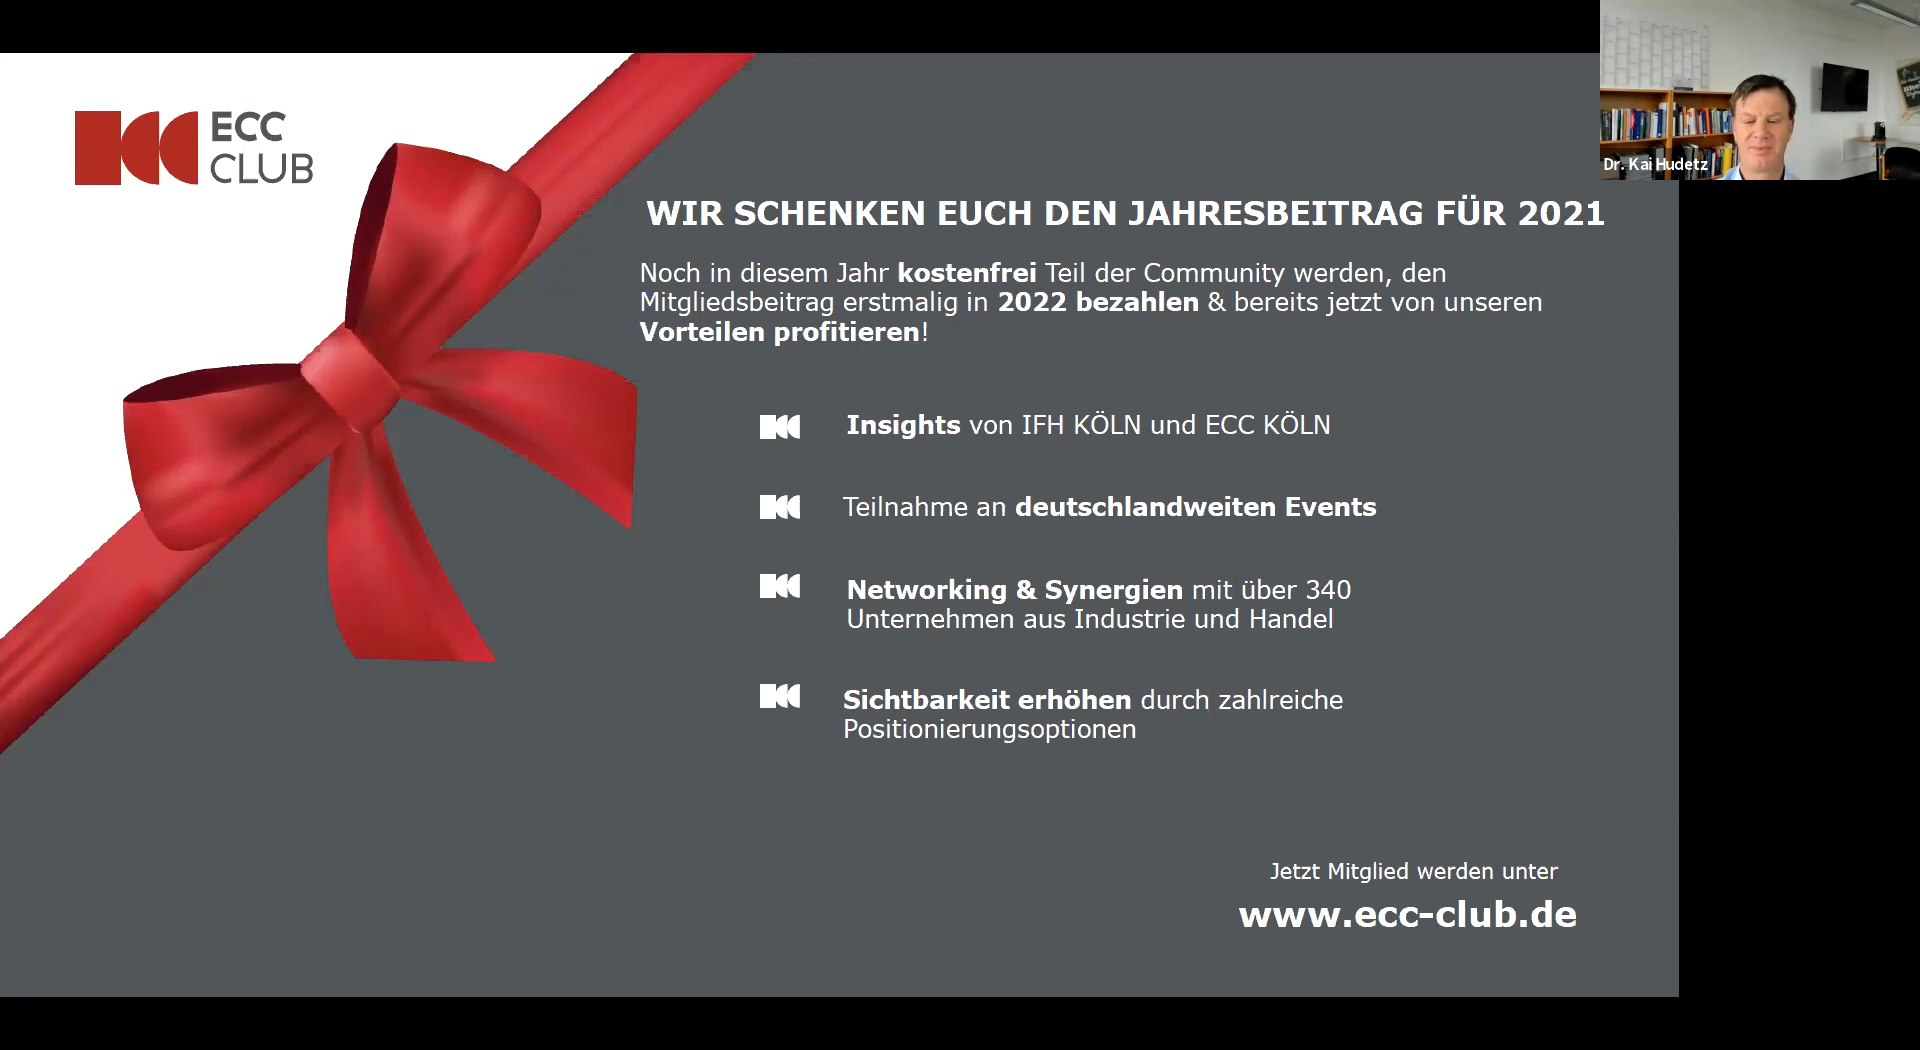 ECC
CLUB
Dr. Kai Hudetz
WIR SCHENKEN EUCH DEN JAHRESBEITRAG FÜR 2021
Noch in diesem Jahr kostenfrei Teil der Community werden, den
Mitgliedsbeitrag erstmalig in 2022 bezahlen & bereits jetzt von unseren
Vorteilen profitieren!
Insights von IFH KÖLN und ECC KÖLN
Teilnahme an deutschlandweiten Events
Networking & Synergien mit über 340
Unternehmen aus Industrie und Handel
Sichtbarkeit erhöhen durch zahlreiche
Positionierungsoptionen
Jetzt Mitglied werden unter
www.ecc-club.de